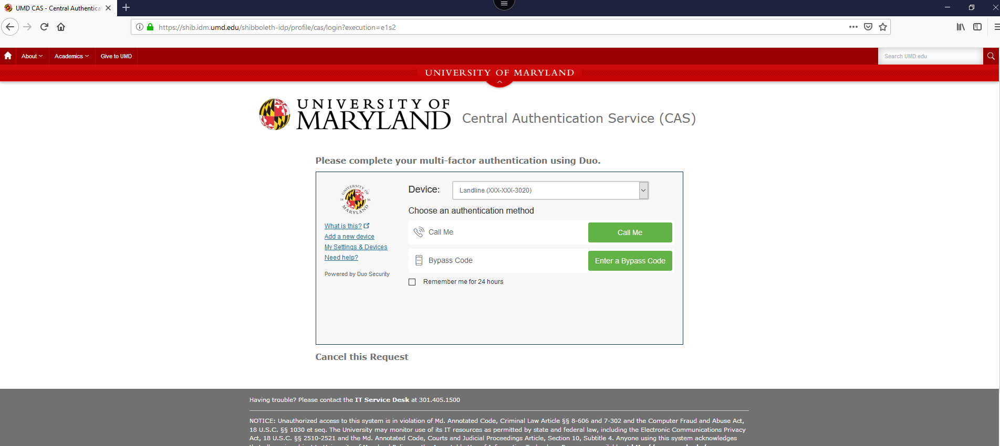 UMD CAS - Central Authenticat
https://shib.idm.umd.edu/shibboleth-idp/profile/cas/login?execution=e1s2
About Academics Give to UMD Search UMD.edu
UNIVERSITY OF MARYLAND
UNIVERSITY OF
MARYLAND
Central Authentication Service (CAS)
Please complete your multi-factor authentication using Duo.
UNIVERSITY OF
18 56
MARYLAND
Device: Landline (XXX-XXX-3020)
Choose an authentication method
What is this?
Call Me Call Me
Add a new device
My Settings & Devices
Need help?
Bypass Code Enter a Bypass Code
Powered by Duo Security
Remember me for 24 hours
Cancel this Request
Having trouble? Please contact the IT Service Desk at 301.405.1500
NOTICE: Unauthorized access to this system is in violation of Md. Annotated Code, Criminal Law Article §§ 8-606 and 7-302 and the Computer Fraud and Abuse Act,
18 U.S.C. §§ 1030 et seq. The University may monitor use of its IT resources as permitted by state and federal law, including the Electronic Communications Privacy
Act, 18 U.S.C. §§ 2510-2521 and the Md. Annotated Code, Courts and Judicial Proceedings Article, Section 10, Subtitle 4. Anyone using this system acknowledges